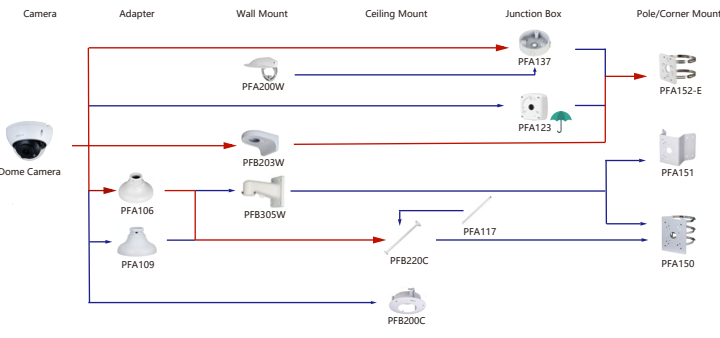 Camera Adapter Wall Mount Ceiling Mount Junction Box Pole/Corner Mount
PFA137
PFA200W
PFA152-E
PFA123
PFB203W
Dome Camera
PFA151
PFA106
PFB305W
PFA117
PFA109
PFB220C
PFA150
PFB200C